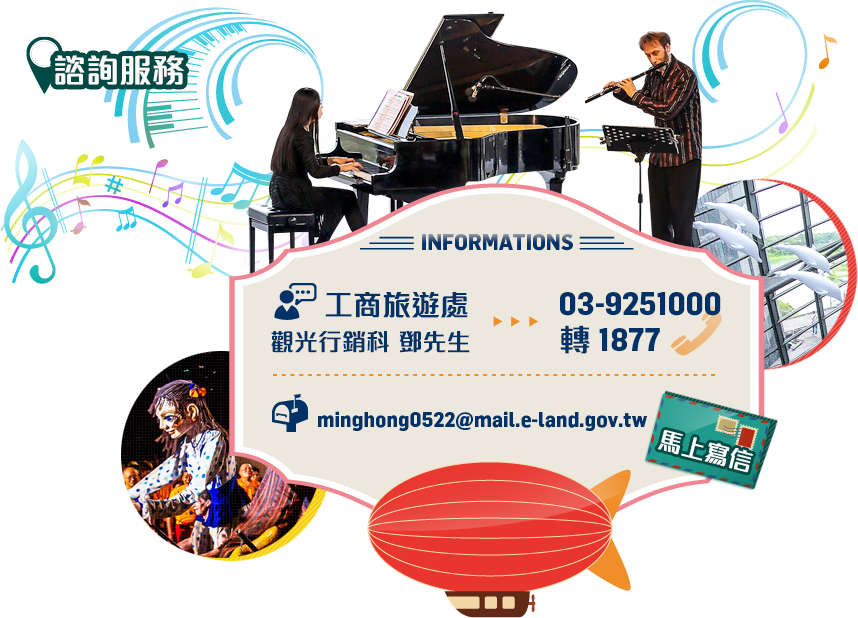 諮詢服務
INFORMATIONS
工商旅遊處
觀光行銷科 鄧先生
03-9251000
轉 1877
minghong0522@mail.e-land.gov.tw
馬上寫信